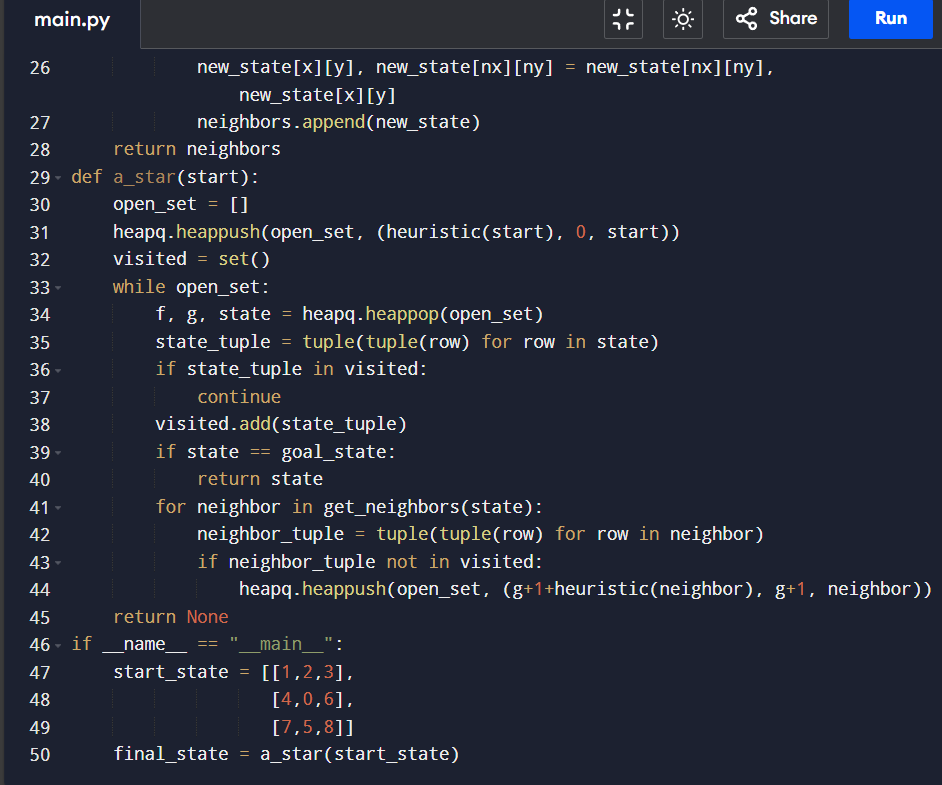 main.py
Share
Run
26 new_state[x][y], new_state[nx][ny] = new_state[nx][ny],
new_state[x][y]
27 neighbors.append(new_state)
28 return neighbors
29 def a_star(start):
30 open_set = []
31 heapq.heappush(open_set, (heuristic(start), 0, start))
32 visited = set()
33 while open_set:
34 f, g, state = heapq.heappop(open_set)
35 state_tuple = tuple(tuple(row) for row in state)
36 if state_tuple in visited:
37 continue
38 visited.add(state_tuple)
39 if state == goal_state:
40 return state
41 for neighbor in get_neighbors(state):
42 neighbor_tuple = tuple(tuple(row) for row in neighbor)
43 if neighbor_tuple not in visited:
44 heapq.heappush(open_set, (g+1+heuristic(neighbor), g+1, neighbor))
45 return None
46 if __name__ == "__main__":
47 start_state = [[1,2,3],
48 [4,0,6],
49 [7,5,8]]
50 final_state = a_star(start_state)